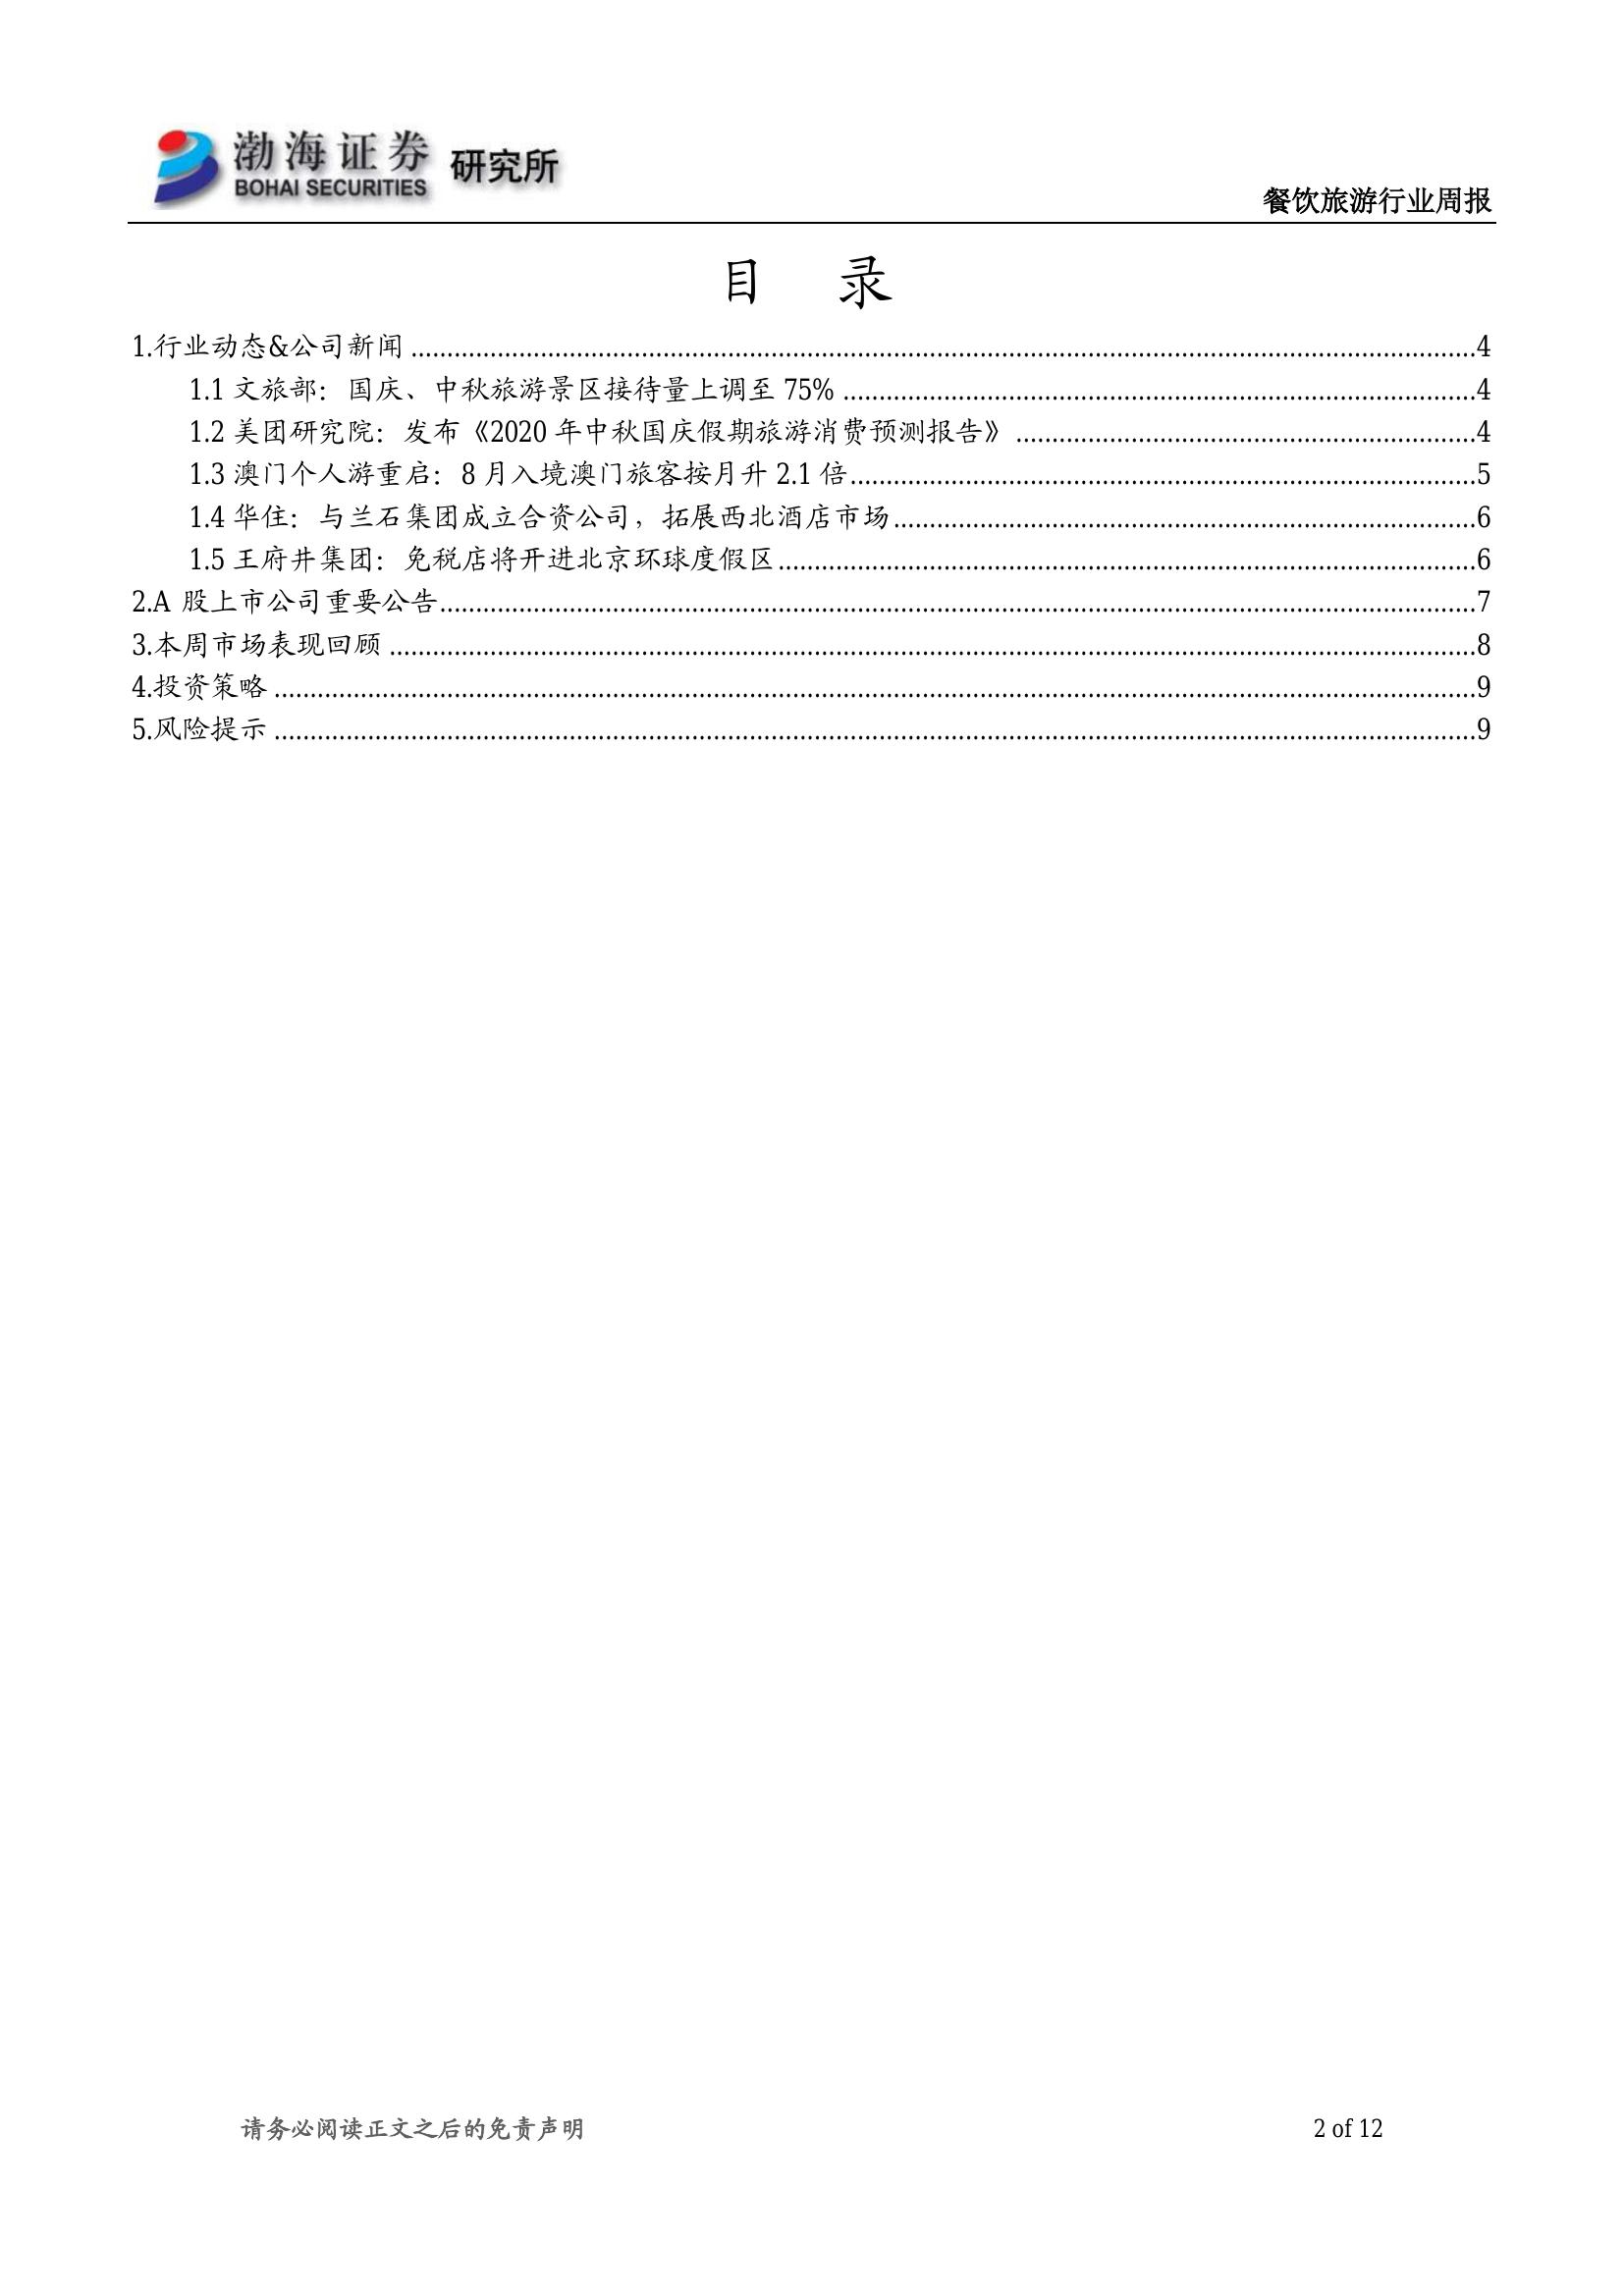 渤海证券 研究所
BOHAI SECURITIES
餐饮旅游行业周报
目 录
1.行业动态&公司新闻 ........................................ 4
1.1 文旅部：国庆、中秋旅游景区接待量上调至 75% ........................................ 4
1.2 美团研究院：发布《2020 年中秋国庆假期旅游消费预测报告》 ........................................ 4
1.3 澳门个人游重启：8 月入境澳门旅客按月升 2.1 倍 ........................................ 5
1.4 华住：与兰石集团成立合资公司，拓展西北酒店市场 ........................................ 6
1.5 王府井集团：免税店将开进北京环球度假区 ........................................ 6
2.A 股上市公司重要公告 ........................................ 7
3.本周市场表现回顾 ........................................ 8
4.投资策略 ........................................ 9
5.风险提示 ........................................ 9
请务必阅读正文之后的免责声明 2 of 12